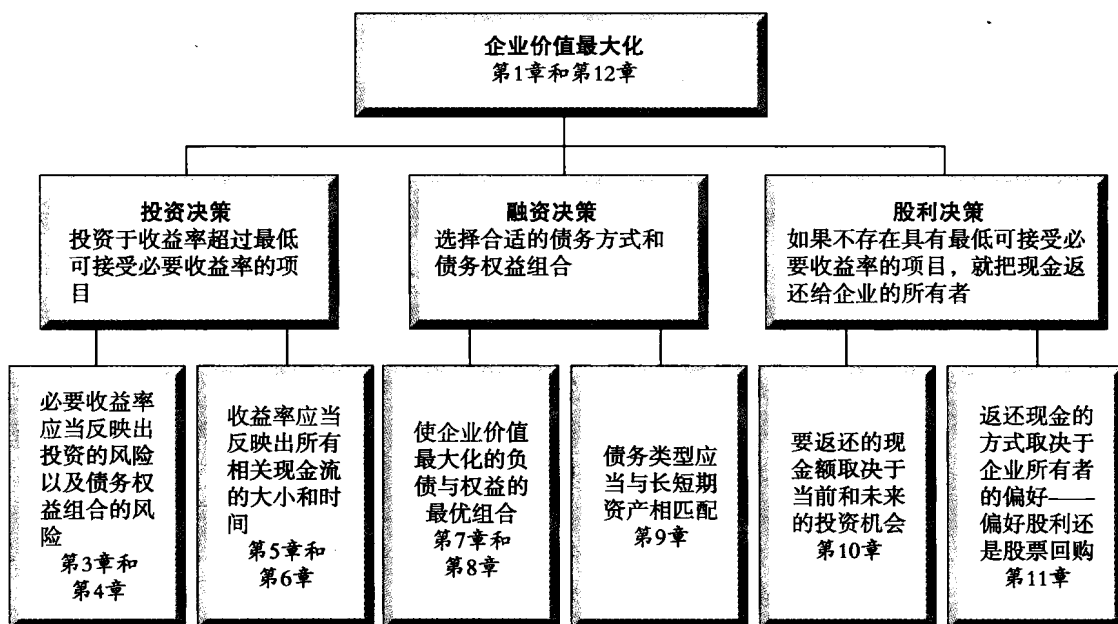 企业价值最大化
第1章和第12章
投资决策
投资于收益率超过最低
可接受必要收益率的项
目
融资决策
选择合适的债务方式和
债务权益组合
股利决策
如果不存在具有最低可接受必
要收益率的项目，就把现金返
还给企业的所有者
必要收益率
应当反映出
投资的风险
以及债务权
益组合的风
险
第3章和
第4章
收益率应当
反映出所有
相关现金流
的大小和时
间
第5章和
第6章
使企业价值
最大化的负
债与权益的
最优组合
第7章和
第8章
债务类型应
当与长短期
资产相匹配
第9章
要返还的现
金额取决于
当前和未来
的投资机会
第10章
返还现金的
方式取决于
企业所有者
的偏好——
偏好股利还
是股票回购
第11章